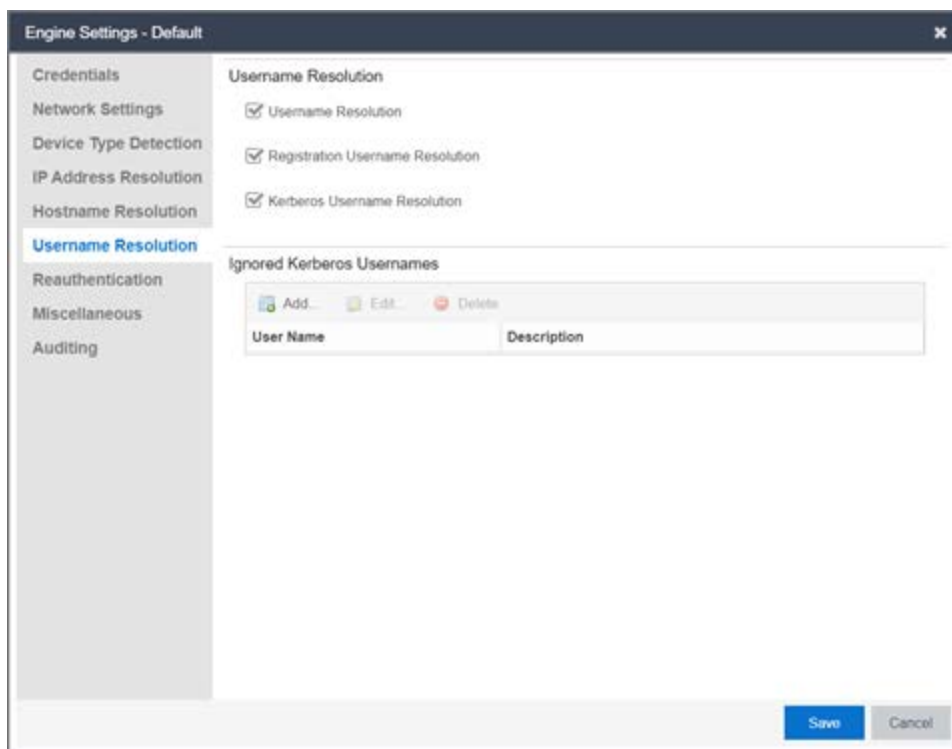 Engine Settings - Default
Credentials
Network Settings
Device Type Detection
IP Address Resolution
Hostname Resolution
Username Resolution
Reauthentication
Miscellaneous
Auditing
Username Resolution
Username Resolution
Registration Username Resolution
Kerberos Username Resolution
Ignored Kerberos Usernames
Add... Edit... Delete
User Name Description
Save Cancel